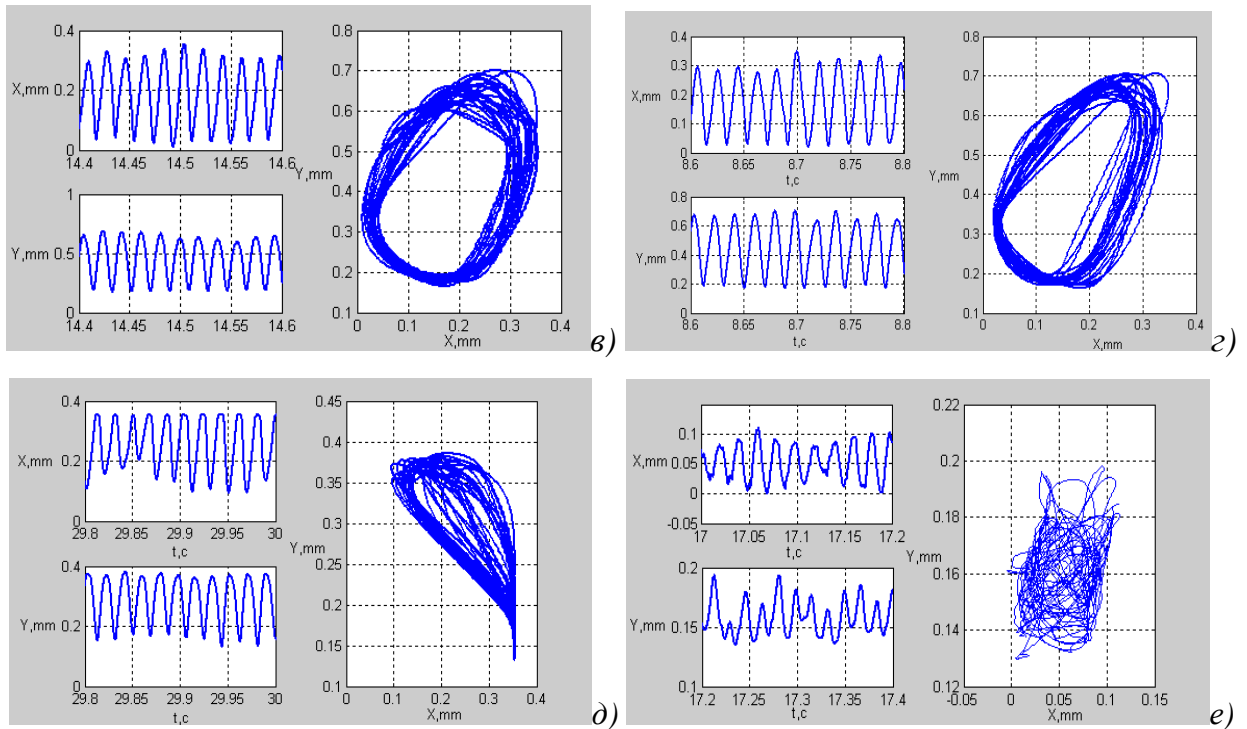 0.4
X,mm 0.2
0
14.4 14.45 14.5 14.55 14.6
1
Y,mm 0.5
0
14.4 14.45 14.5 14.55 14.6
0.8
0.7
0.6
0.5
Y,mm
0.4
0.3
0.2
0.1
0 0.1 0.2 0.3 0.4
X,mm
в)
0.4
0.3
X,mm
0.2
0.1
0
8.6 8.65 8.7 8.75 8.8
t,c
0.8
0.6
Y,mm 0.4
0.2
0
8.6 8.65 8.7 8.75 8.8
t,c
0.8
0.7
0.6
0.5
Y,mm
0.4
0.3
0.2
0.1
0 0.1 0.2 0.3 0.4
X,mm
г)
0.4
X,mm
0.2
0
29.8 29.85 29.9 29.95 30
t,c
0.4
Y,mm 0.2
0
29.8 29.85 29.9 29.95 30
t,c
0.45
0.4
0.35
0.3
Y,mm
0.25
0.2
0.15
0.1
0 0.1 0.2 0.3 0.4
X,mm
д)
0.1
X,mm 0.05
0
-0.05
17 17.05 17.1 17.15 17.2
t,c
0.2
Y,mm 0.15
0.1
17.2 17.25 17.3 17.35 17.4
t,c
0.22
0.2
0.18
Y,mm
0.16
0.14
0.12
-0.05 0 0.05 0.1 0.15
X,mm
е)